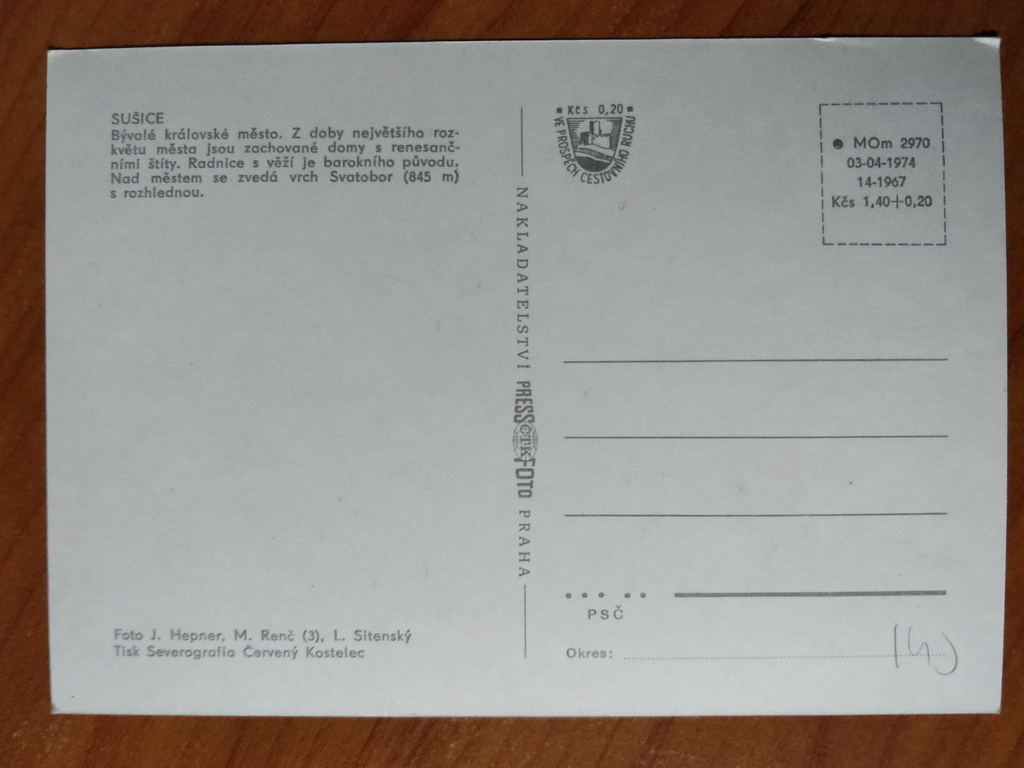 SUŠICE
Bývalé královské město. Z doby největšího roz-
květu města jsou zachované domy s renesanč-
ními štíty. Radnice s věží je barokního původu.
Nad městem se zvedá vrch Svatobor (845 m)
s rozhlednou.
Foto J. Hepner, M. Renč (3), L. Sitenský
Tisk Severografia Červený Kostelec
NAKLADATELSTVÍ PRESSFOTO PRAHA
ČTK
Kčs 0,20
VE PROSPĚCH CESTOVNÍHO RUCHU
● MOm 2970
03-04-1974
14-1967
Kčs 1,40+0,20
PSČ
Okres: